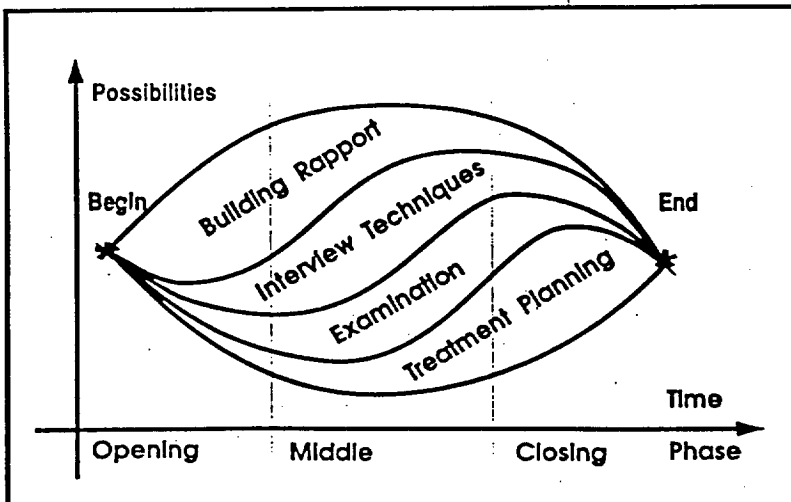 Possibilities
Building Rapport
Begin
Interview Techniques
End
Examination
Treatment Planning
Time
Opening
Middle
Closing
Phase